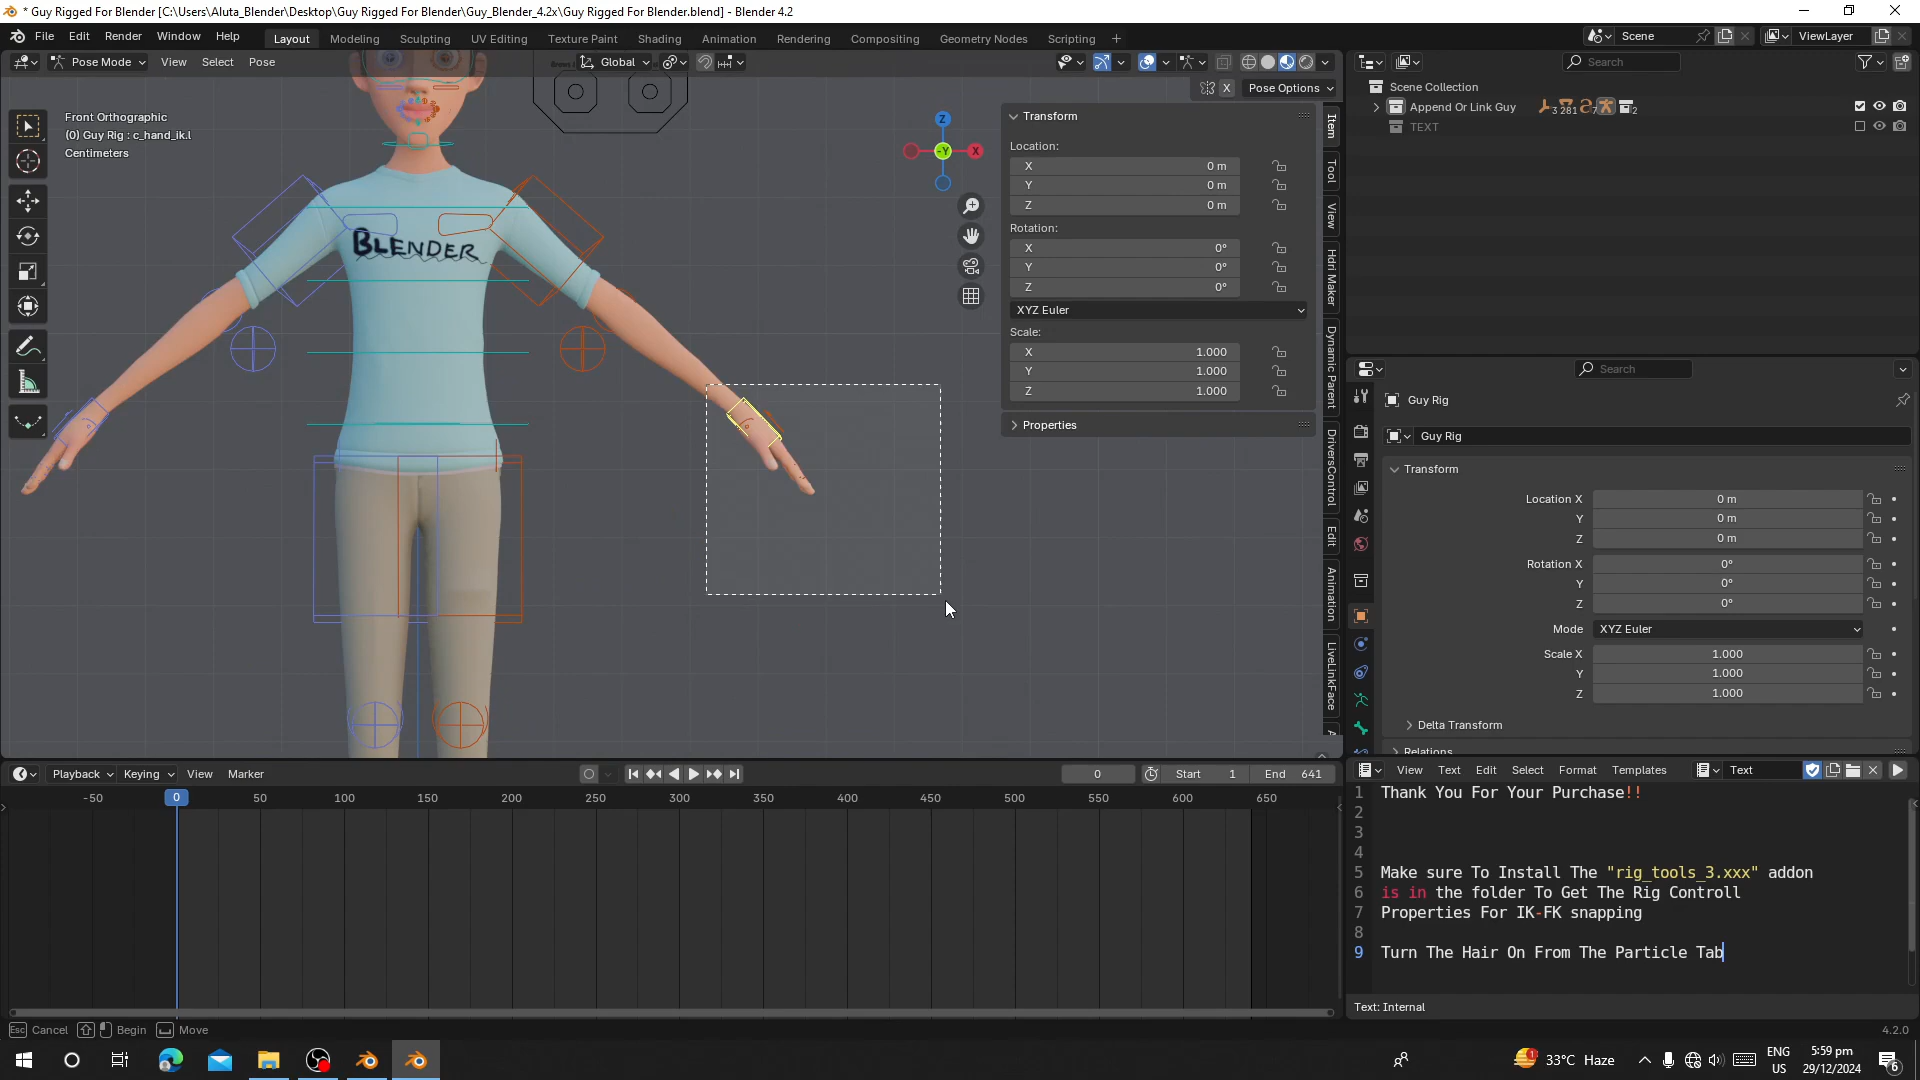 * Guy Rigged For Blender [C:\Users\Aluta_Blender\Desktop\Guy Rigged For Blender\Guy_Blender_4.2x\Guy Rigged For Blender.blend] - Blender 4.2
File Edit Render Window Help Layout Modeling Sculpting UV Editing Texture Paint Shading Animation Rendering Compositing Geometry Nodes Scripting + Scene ViewLayer
Pose Mode View Select Pose Global Search
X Pose Options
Front Orthographic
(0) Guy Rig : c_hand_ik.l
Centimeters
BLENDER
Z
-Y X
Transform
Location:
X 0 m
Y 0 m
Z 0 m
Rotation:
X 0°
Y 0°
Z 0°
XYZ Euler
Scale:
X 1.000
Y 1.000
Z 1.000
Properties
Item
Tool
View
Hdri Maker
Dynamic Parent
DriversControl
Edit
Animation
LiveLinkFace
Scene Collection
Append Or Link Guy 3 281 7 2
TEXT
Search
Guy Rig
Guy Rig
Transform
Location X 0 m
Y 0 m
Z 0 m
Rotation X 0°
Y 0°
Z 0°
Mode XYZ Euler
Scale X 1.000
Y 1.000
Z 1.000
Delta Transform
Relations
Playback Keying View Marker 0 Start 1 End 641
-50 0 50 100 150 200 250 300 350 400 450 500 550 600 650
View Text Edit Select Format Templates Text
1 Thank You For Your Purchase!!
2
3
4
5 Make sure To Install The "rig_tools_3.xxx" addon
6 is in the folder To Get The Rig Controll
7 Properties For IK-FK snapping
8
9 Turn The Hair On From The Particle Tab
Text: Internal
Esc Cancel Begin Move 4.2.0
1 33°C Haze ENG US 5:59 pm 29/12/2024 6